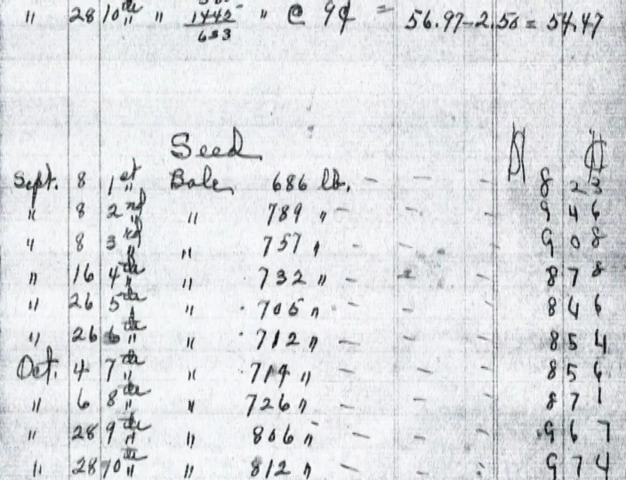 " 28 10th " " @ 9¢ = 56.97-2.50 = 54.47
1442
633
Seed
Sept. 8 1st " Bale 686 lb. - - - 8 23
" 8 2nd " " 789 " - - - 9 46
" 8 3rd " " 757 " - - - 9 08
" 16 4th " " 732 " - - - 8 78
" 26 5th " " 705 " - - - 8 46
" 26 6th " " 712 " - - - 8 54
Oct. 4 7th " " 714 " - - - 8 56
" 6 8th " " 726 " - - - 8 71
" 28 9th " " 806 " - - - 9 67
" 28 10th " " 812 " - - - 9 74